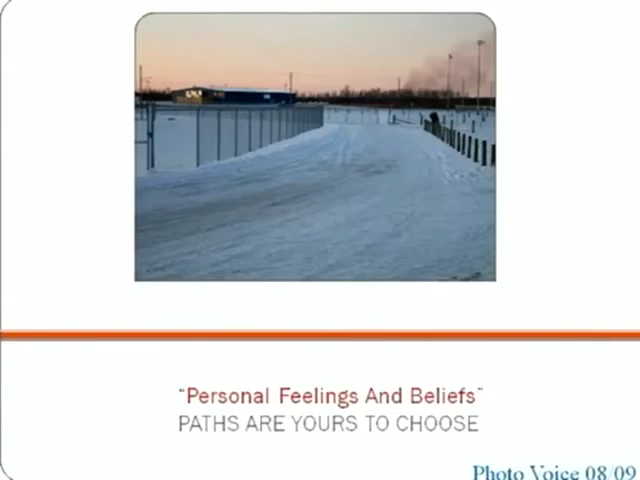 “Personal Feelings And Beliefs”
PATHS ARE YOURS TO CHOOSE
Photo Voice 08/09